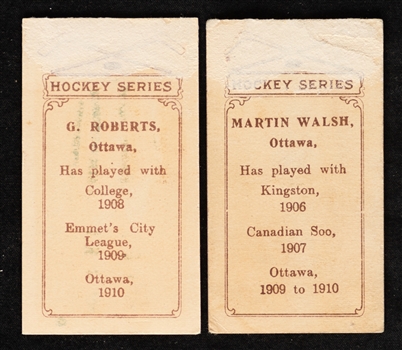 HOCKEY SERIES
G. ROBERTS,
Ottawa,
Has played with
College,
1908
Emmet's City
League,
1909
Ottawa,
1910
HOCKEY SERIES
MARTIN WALSH,
Ottawa,
Has played with
Kingston,
1906
Canadian Soo,
1907
Ottawa,
1909 to 1910